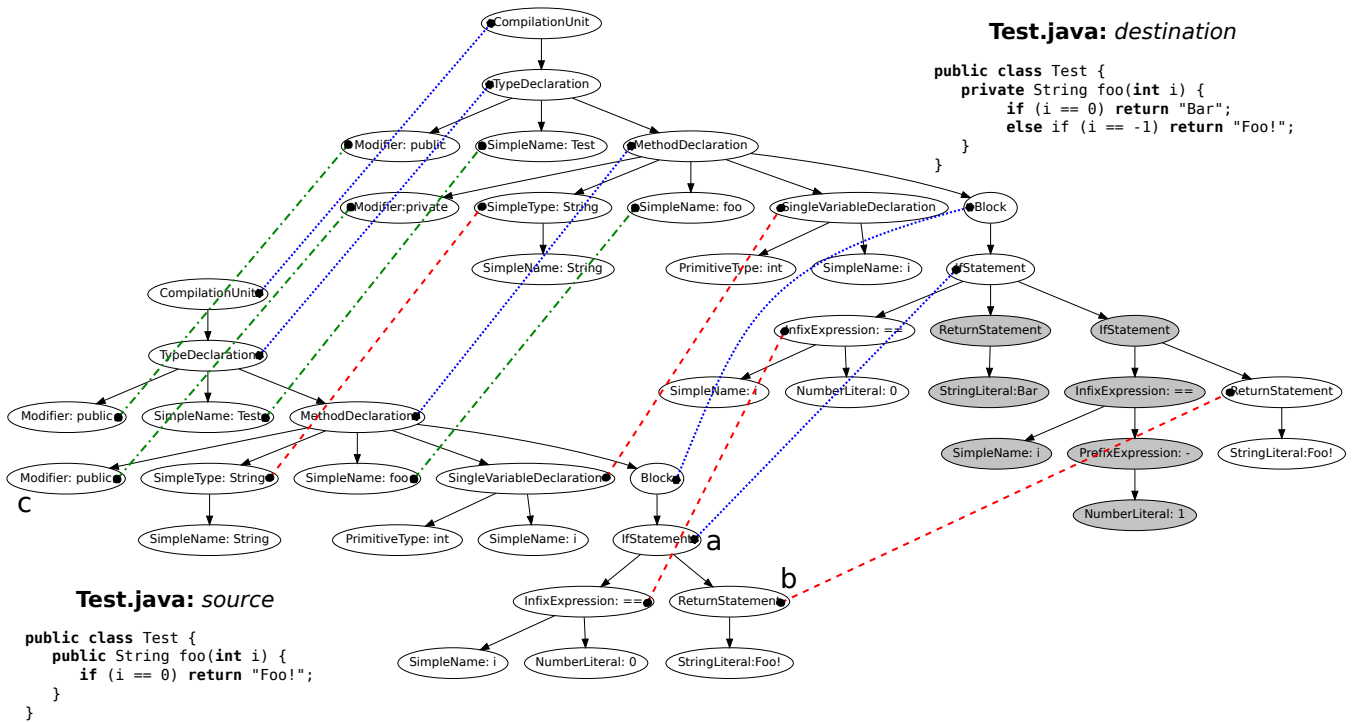 CompilationUnit
Test.java: destination
TypeDeclaration
public class Test {
private String foo(int i) {
if (i == 0) return "Bar";
else if (i == -1) return "Foo!";
}
}
Modifier: public
SimpleName: Test
MethodDeclaration
Modifier:private
SimpleType: String
SimpleName: foo
SingleVariableDeclaration
Block
SimpleName: String
PrimitiveType: int
SimpleName: i
IfStatement
CompilationUnit
InfixExpression: ==
ReturnStatement
IfStatement
TypeDeclaration
SimpleName: i
NumberLiteral: 0
StringLiteral:Bar
InfixExpression: ==
ReturnStatement
Modifier: public
SimpleName: Test
MethodDeclaration
SimpleName: i
PrefixExpression: -
StringLiteral:Foo!
Modifier: public
SimpleType: String
SimpleName: foo
SingleVariableDeclaration
Block
c
NumberLiteral: 1
SimpleName: String
PrimitiveType: int
SimpleName: i
IfStatement
a
b
Test.java: source
InfixExpression: ==
ReturnStatement
public class Test {
public String foo(int i) {
if (i == 0) return "Foo!";
}
}
SimpleName: i
NumberLiteral: 0
StringLiteral:Foo!